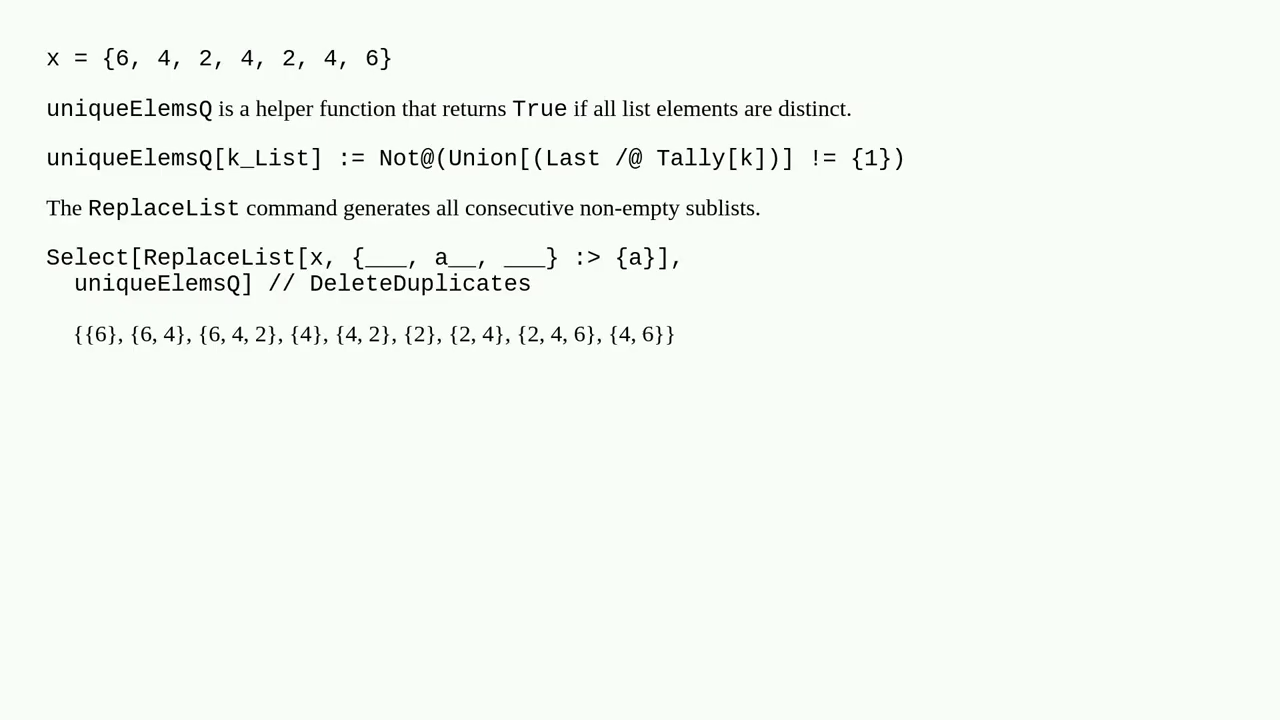 x = {6, 4, 2, 4, 2, 4, 6}
uniqueElemsQ is a helper function that returns True if all list elements are distinct.
uniqueElemsQ[k_List] := Not@(Union[(Last /@ Tally[k])] != {1})
The ReplaceList command generates all consecutive non-empty sublists.
Select[ReplaceList[x, {___, a__, ___} :> {a}],
uniqueElemsQ] // DeleteDuplicates
{{6}, {6, 4}, {6, 4, 2}, {4}, {4, 2}, {2}, {2, 4}, {2, 4, 6}, {4, 6}}